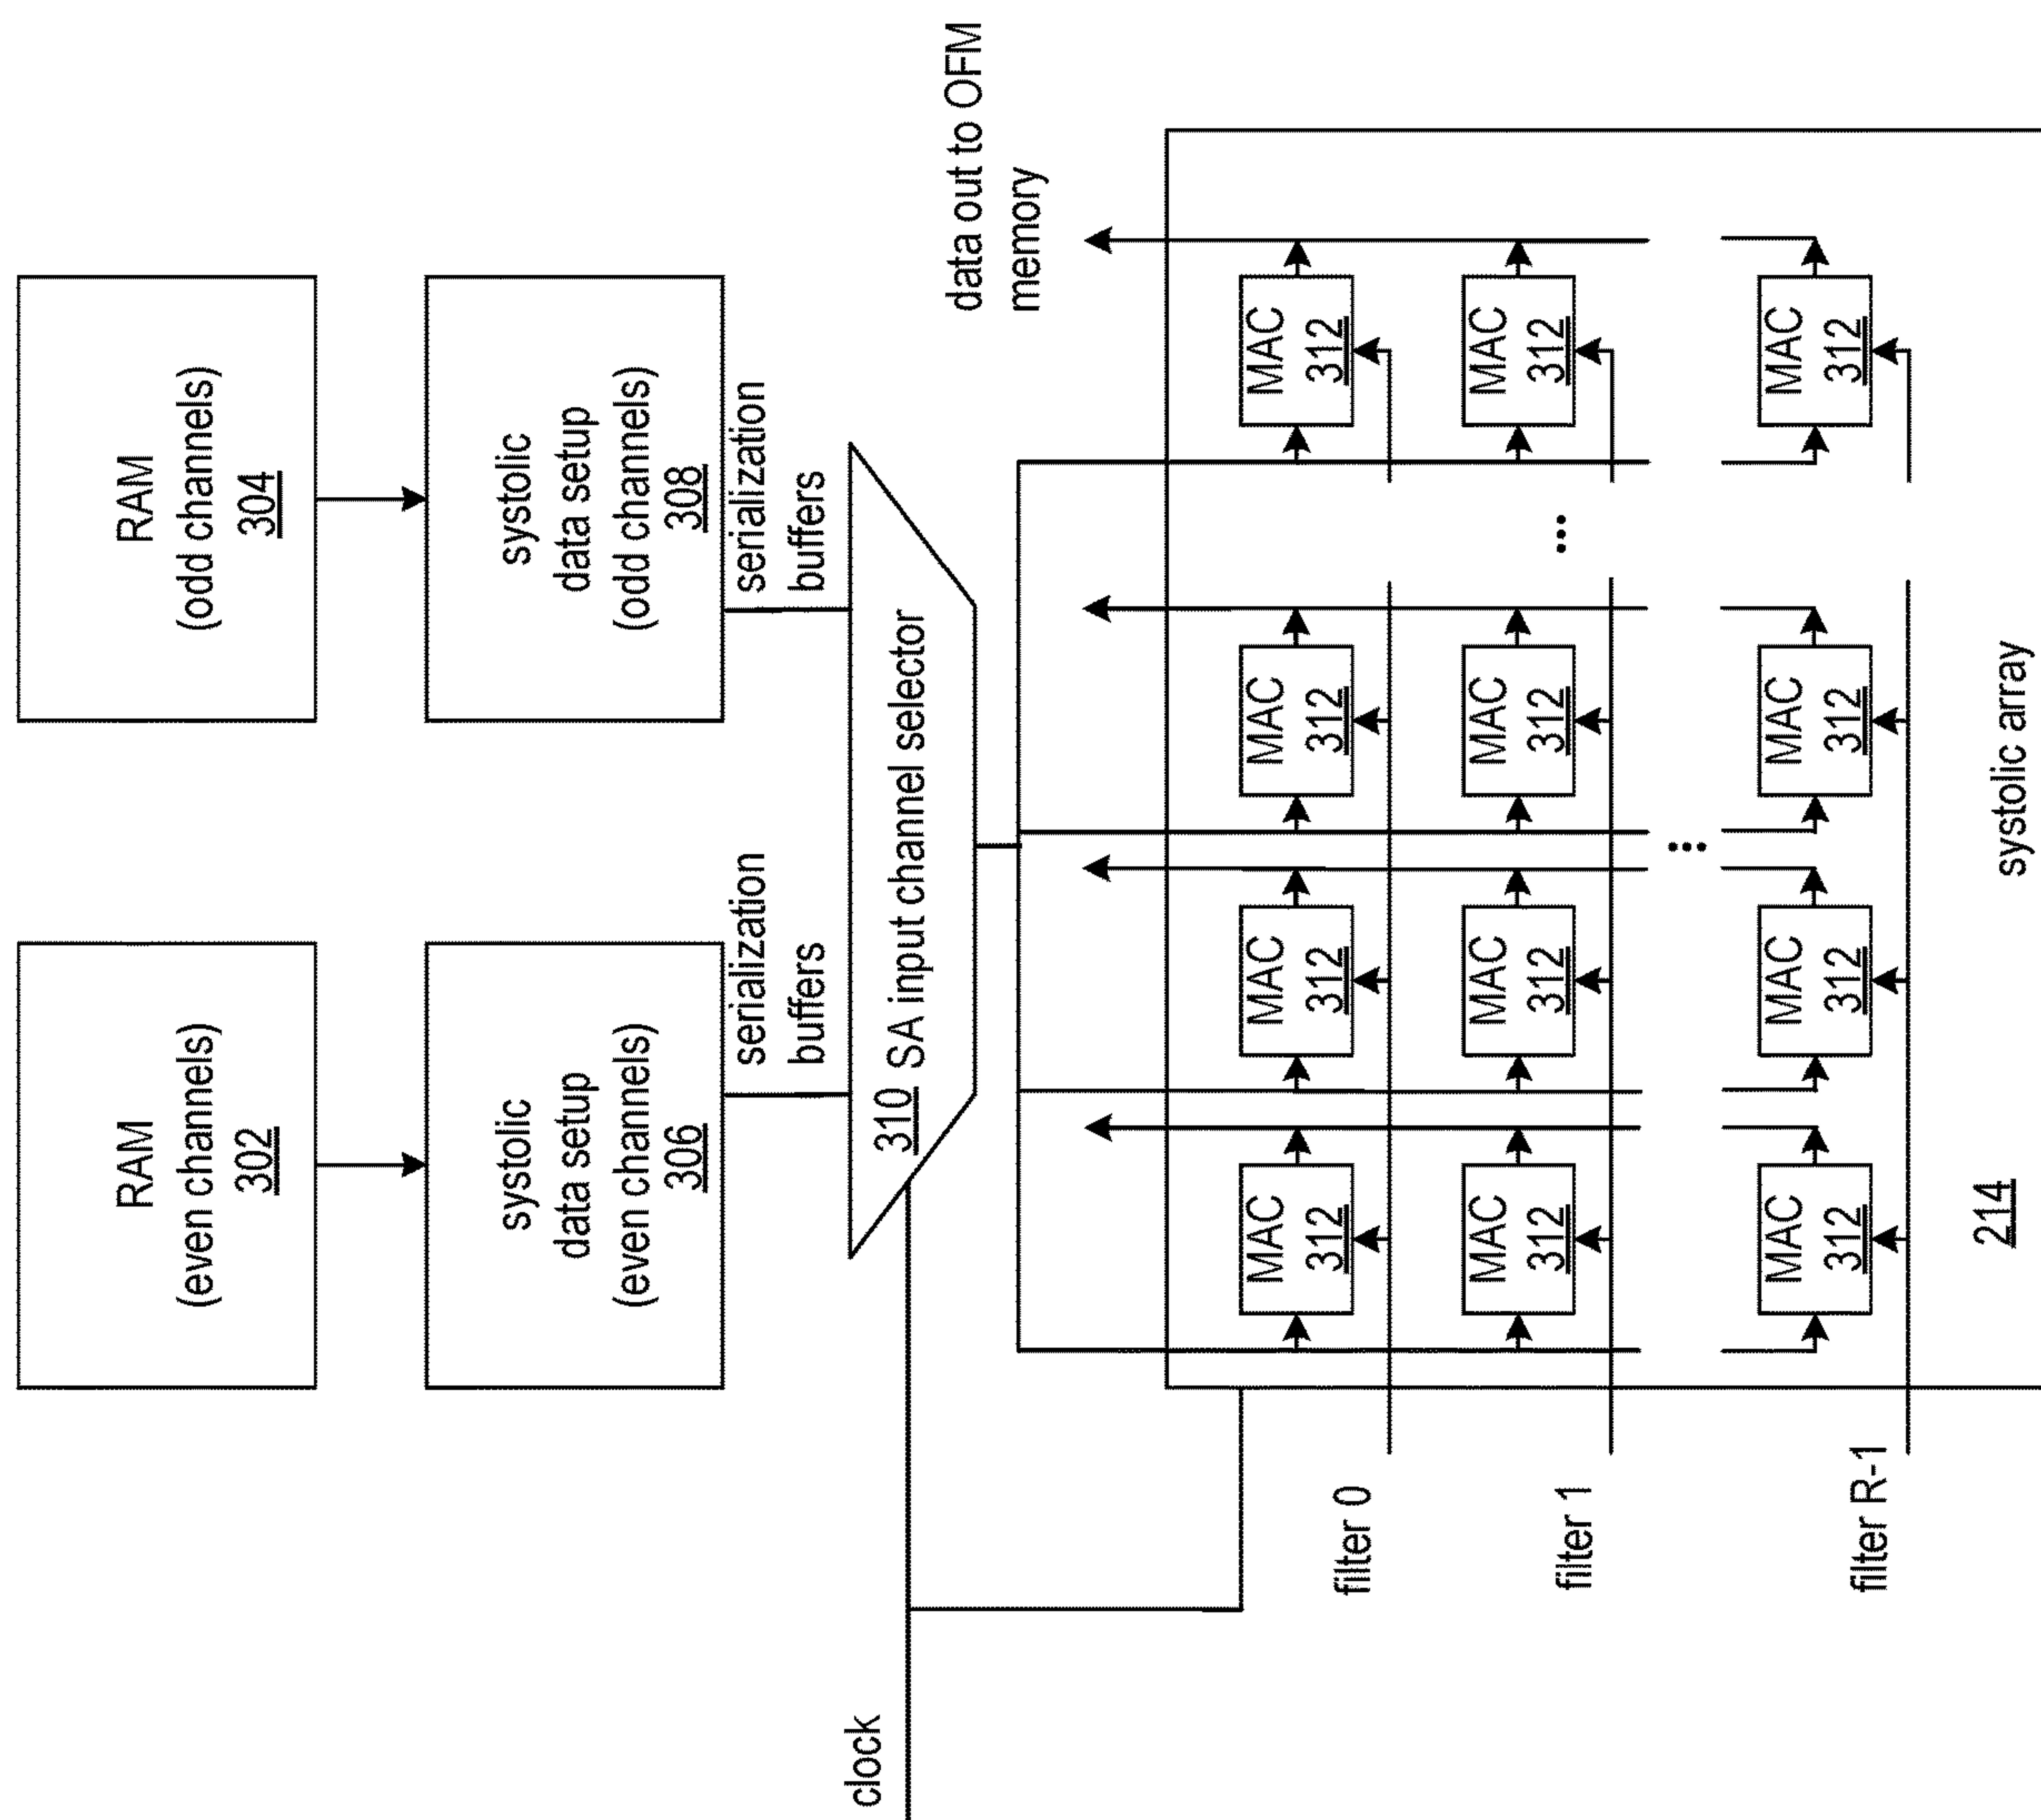 RAM
(even channels)
302
RAM
(odd channels)
304
systolic
data setup
(even channels)
306
systolic
data setup
(odd channels)
308
serialization
buffers
serialization
buffers
clock
310 SA input channel selector
data out to OFM
memory
MAC
312
MAC
312
MAC
312
MAC
312
filter 0
MAC
312
MAC
312
MAC
312
MAC
312
...
filter 1
...
MAC
312
MAC
312
MAC
312
MAC
312
filter R-1
214
systolic array